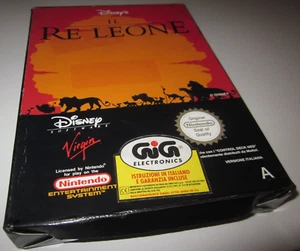 Disney's
IL
RE LEONE
Disney
SOFTWARE
Virgin
Licensed by Nintendo
for play on the
Nintendo
ENTERTAINMENT
SYSTEM
GiG
ELECTRONICS
ISTRUZIONI IN ITALIANO
E GARANZIA INCLUSE
Original
Nintendo
Seal of
Quality
VERSIONE ITALIANA
A